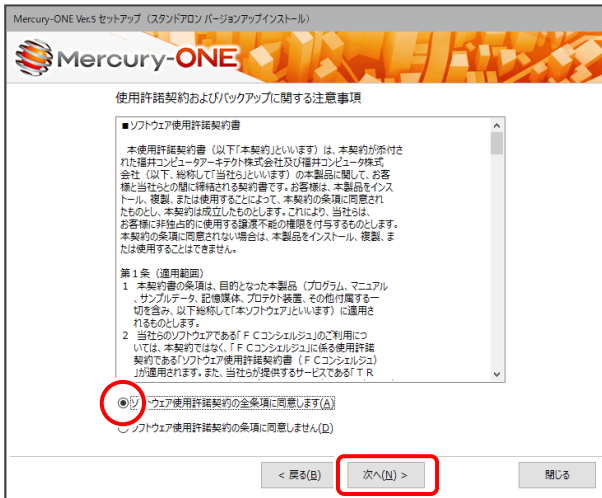 Mercury-ONE Ver.5 セットアップ（スタンドアロン バージョンアップインストール）
Mercury-ONE
使用許諾契約およびバックアップに関する注意事項
■ソフトウェア使用許諾契約書
本使用許諾契約書（以下「本契約」といいます）は、本契約が添付さ
れた福井コンピュータアーキテクト株式会社及び福井コンピュータ株式
会社（以下、総称して「当社ら」といいます）の本製品に関して、お客
様と当社らとの間に締結される契約書です。お客様は、本製品をインス
トール、複製、または使用することによって、本契約の条項に同意され
たものとし、本契約は成立したものとします。これにより、当社らは、
お客様に非独占的に使用する譲渡不能の権限を付与するものとします。
本契約の条項に同意されない場合は、本製品をインストール、複製、ま
たは使用することはできません。
第１条（適用範囲）
1 本契約書の条項は、目的となった本製品（プログラム、マニュアル
、サンプルデータ、記憶媒体、プロテクト装置、その他付属する一
切を含み、以下総称して「本ソフトウェア」といいます）に適用さ
れるものとします。
2 当社らのソフトウェアである「ＦＣコンシェルジュ」のご利用につ
いては、本契約ではなく、「ＦＣコンシェルジュ」に係る使用許諾
契約である「ソフトウェア使用許諾契約書（ＦＣコンシェルジュ）
」が適用されます。また、当社らが提供するサービスである「ＴＲ
ソフトウェア使用許諾契約の全条項に同意します(A)
ソフトウェア使用許諾契約の条項に同意しません(D)
< 戻る(B) 次へ(N) > 閉じる